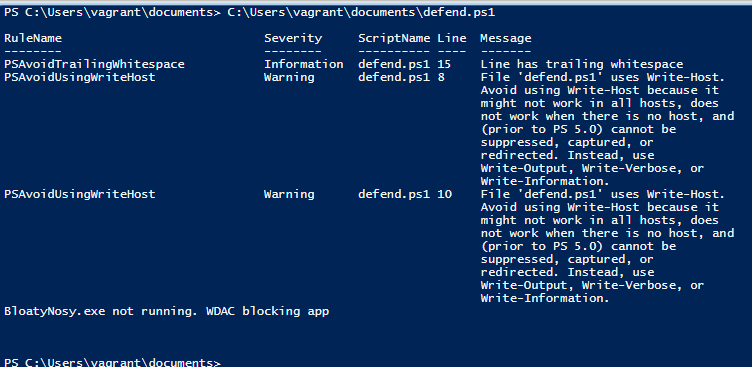 PS C:\Users\vagrant\documents> C:\Users\vagrant\documents\defend.ps1
RuleName Severity ScriptName Line Message
-------- -------- ---------- ---- -------
PSAvoidTrailingWhitespace Information defend.ps1 15 Line has trailing whitespace
PSAvoidUsingWriteHost Warning defend.ps1 8 File 'defend.ps1' uses Write-Host.
Avoid using Write-Host because it
might not work in all hosts, does
not work when there is no host, and
(prior to PS 5.0) cannot be
suppressed, captured, or
redirected. Instead, use
Write-Output, Write-Verbose, or
Write-Information.
PSAvoidUsingWriteHost Warning defend.ps1 10 File 'defend.ps1' uses Write-Host.
Avoid using Write-Host because it
might not work in all hosts, does
not work when there is no host, and
(prior to PS 5.0) cannot be
suppressed, captured, or
redirected. Instead, use
Write-Output, Write-Verbose, or
Write-Information.
BloatyNosy.exe not running. WDAC blocking app
PS C:\Users\vagrant\documents>